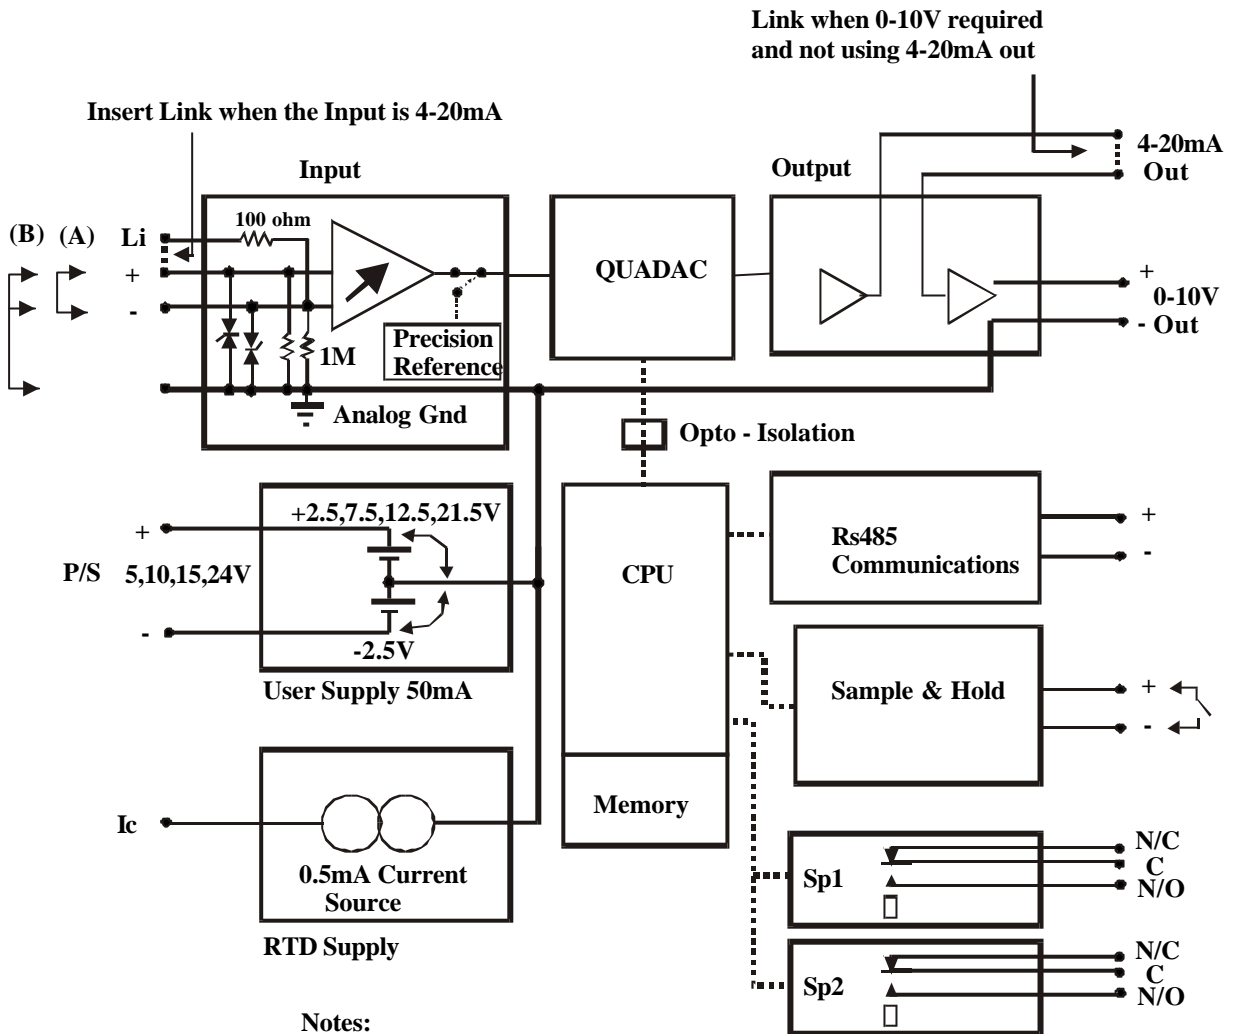 Link when 0-10V required
and not using 4-20mA out
Insert Link when the Input is 4-20mA
Input
Output
4-20mA
Out
(B) (A) Li
+
-
100 ohm
QUADAC
+
0-10V
- Out
Precision
Reference
1M
Analog Gnd
Opto - Isolation
+2.5,7.5,12.5,21.5V
+
P/S 5,10,15,24V
-
-2.5V
User Supply 50mA
CPU
Memory
Rs485
Communications
+
-
Sample & Hold
+
-
Ic
0.5mA Current
Source
RTD Supply
Sp1
N/C
C
N/O
Sp2
N/C
C
N/O
Notes: